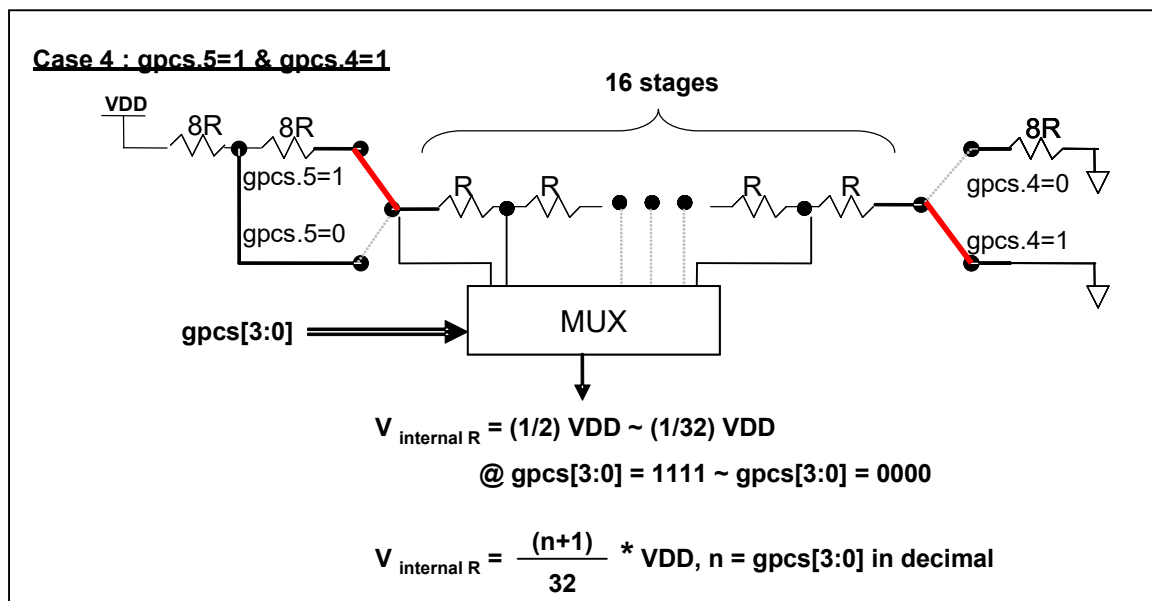 Case 4 : gpcs.5=1 & gpcs.4=1
16 stages
VDD
8R 8R
8R
gpcs.5=1
R R R R
gpcs.4=0
gpcs.5=0
gpcs.4=1
gpcs[3:0]
MUX
V internal R = (1/2) VDD ~ (1/32) VDD
@ gpcs[3:0] = 1111 ~ gpcs[3:0] = 0000
V internal R = (n+1) / 32 * VDD, n = gpcs[3:0] in decimal